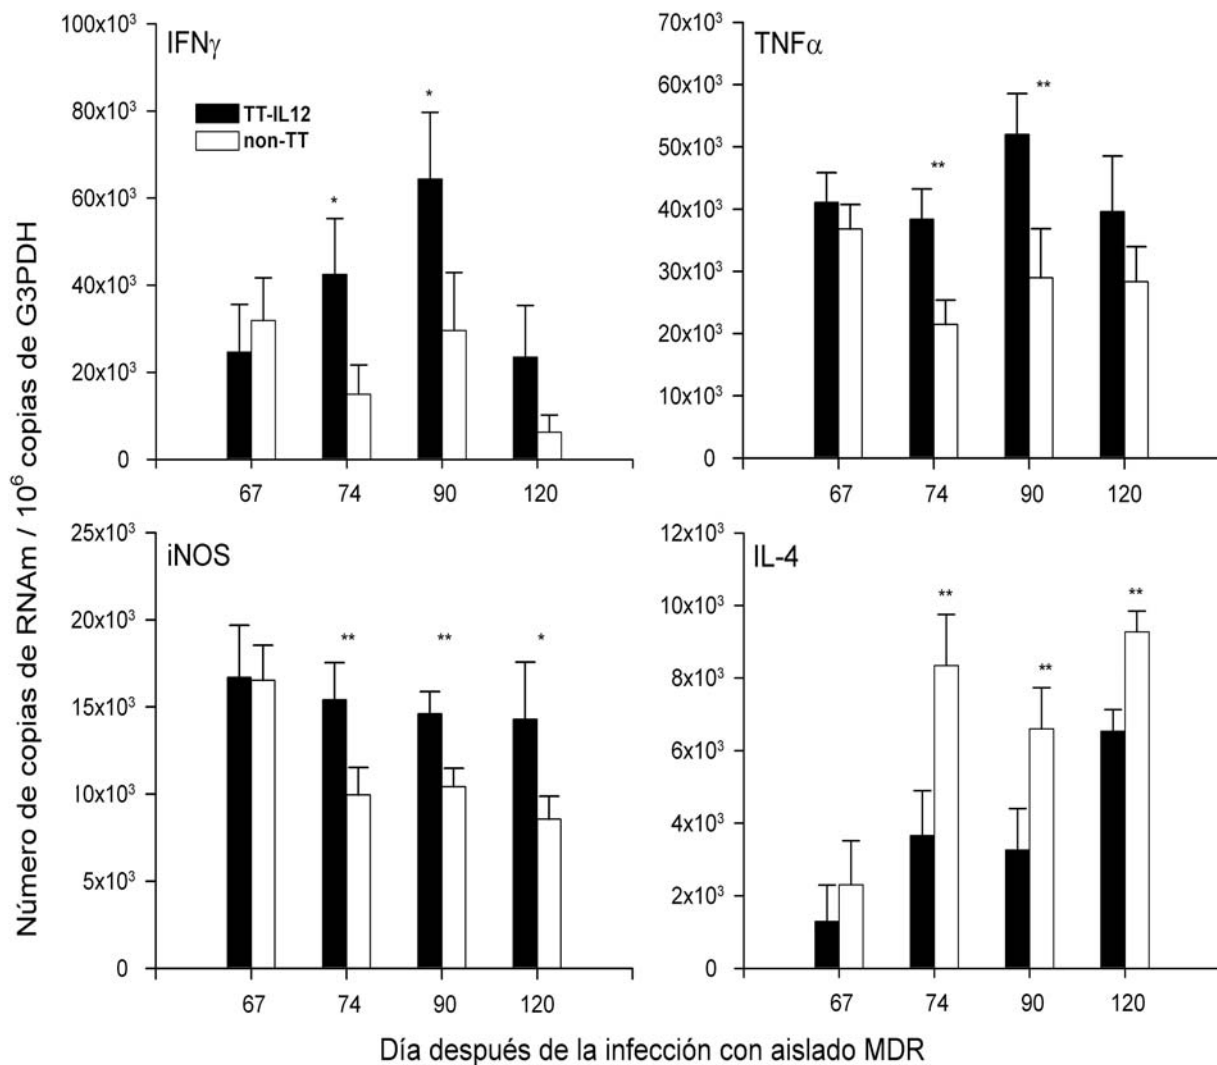 Número de copias de RNAm / 10⁶ copias de G3PDH
IFNγ
100x10³
80x10³
60x10³
40x10³
20x10³
0
TT-IL12
non-TT
*
*
67 74 90 120
TNFα
70x10³
60x10³
50x10³
40x10³
30x10³
20x10³
10x10³
0
**
**
67 74 90 120
iNOS
25x10³
20x10³
15x10³
10x10³
5x10³
0
** ** *
67 74 90 120
IL-4
12x10³
10x10³
8x10³
6x10³
4x10³
2x10³
0
** ** **
67 74 90 120
Día después de la infección con aislado MDR